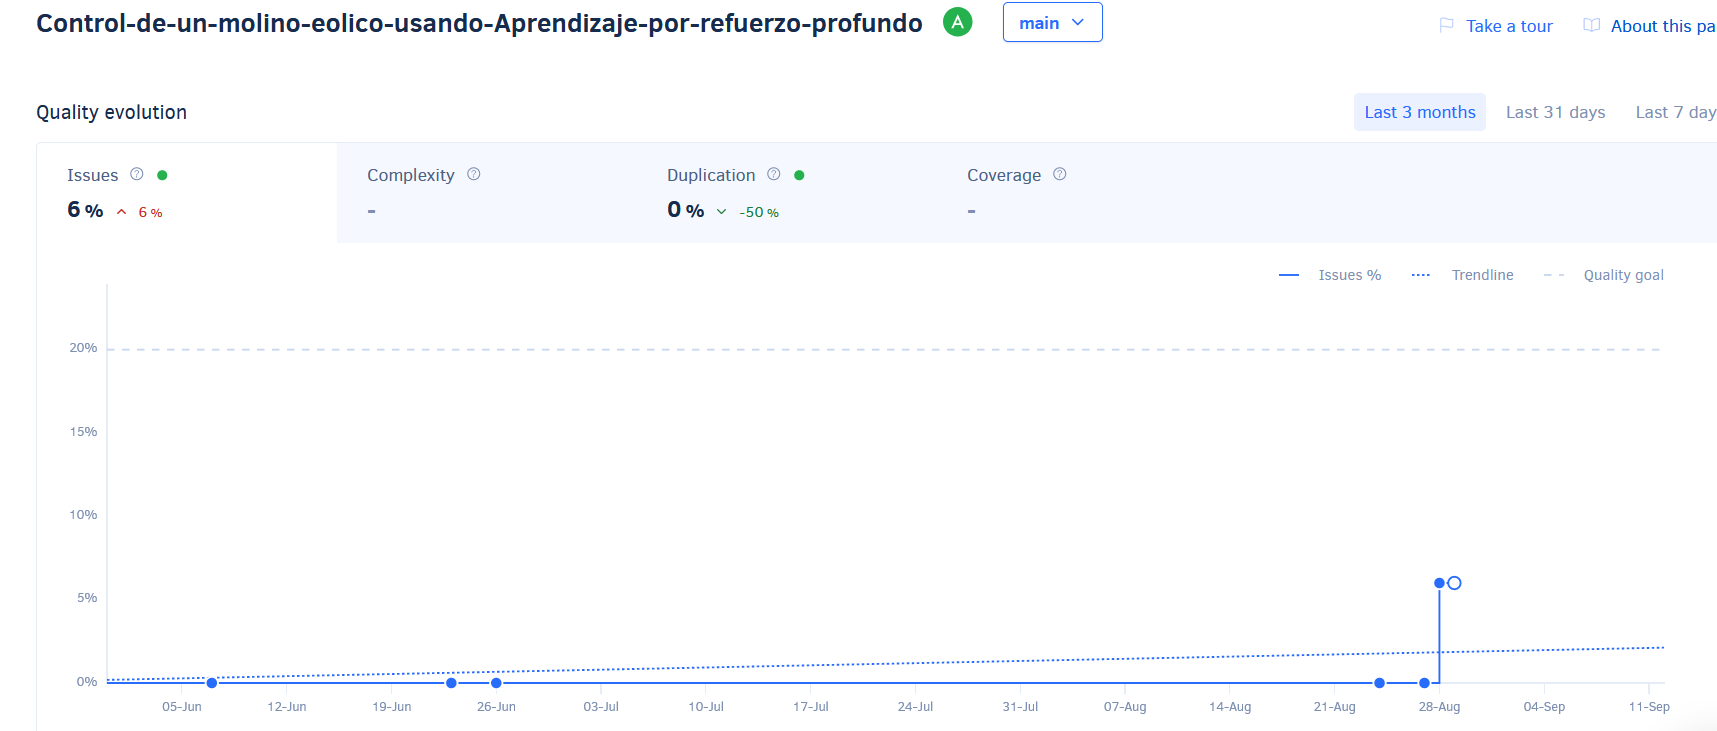 Control-de-un-molino-eolico-usando-Aprendizaje-por-refuerzo-profundo A main Take a tour About this pa
Quality evolution Last 3 months Last 31 days Last 7 day
Issues Complexity Duplication Coverage
6 % 6 % - 0 % -50 % -
Issues % Trendline Quality goal
20%
15%
10%
5%
0%
05-Jun 12-Jun 19-Jun 26-Jun 03-Jul 10-Jul 17-Jul 24-Jul 31-Jul 07-Aug 14-Aug 21-Aug 28-Aug 04-Sep 11-Sep